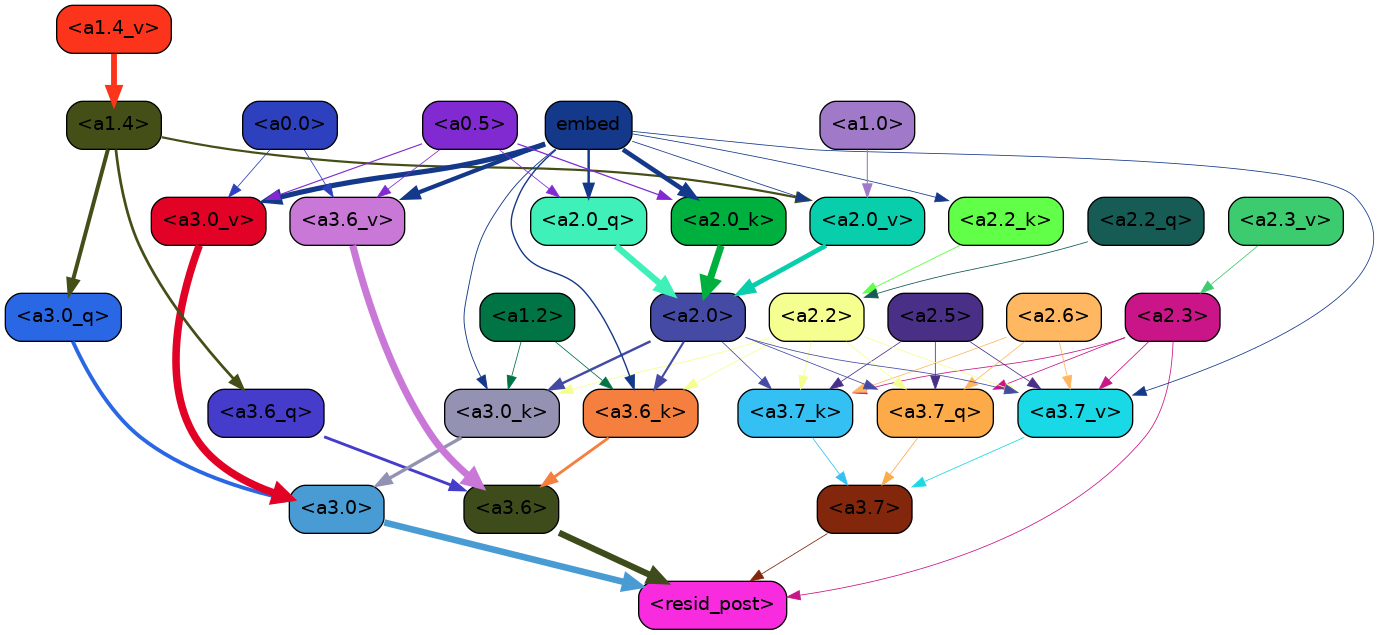 <a1.4_v>
<a1.4>
<a0.0>
<a0.5>
embed
<a1.0>
<a3.0_v>
<a3.6_v>
<a2.0_q>
<a2.0_k>
<a2.0_v>
<a2.2_k>
<a2.2_q>
<a2.3_v>
<a3.0_q>
<a1.2>
<a2.0>
<a2.2>
<a2.5>
<a2.6>
<a2.3>
<a3.6_q>
<a3.0_k>
<a3.6_k>
<a3.7_k>
<a3.7_q>
<a3.7_v>
<a3.0>
<a3.6>
<a3.7>
<resid_post>